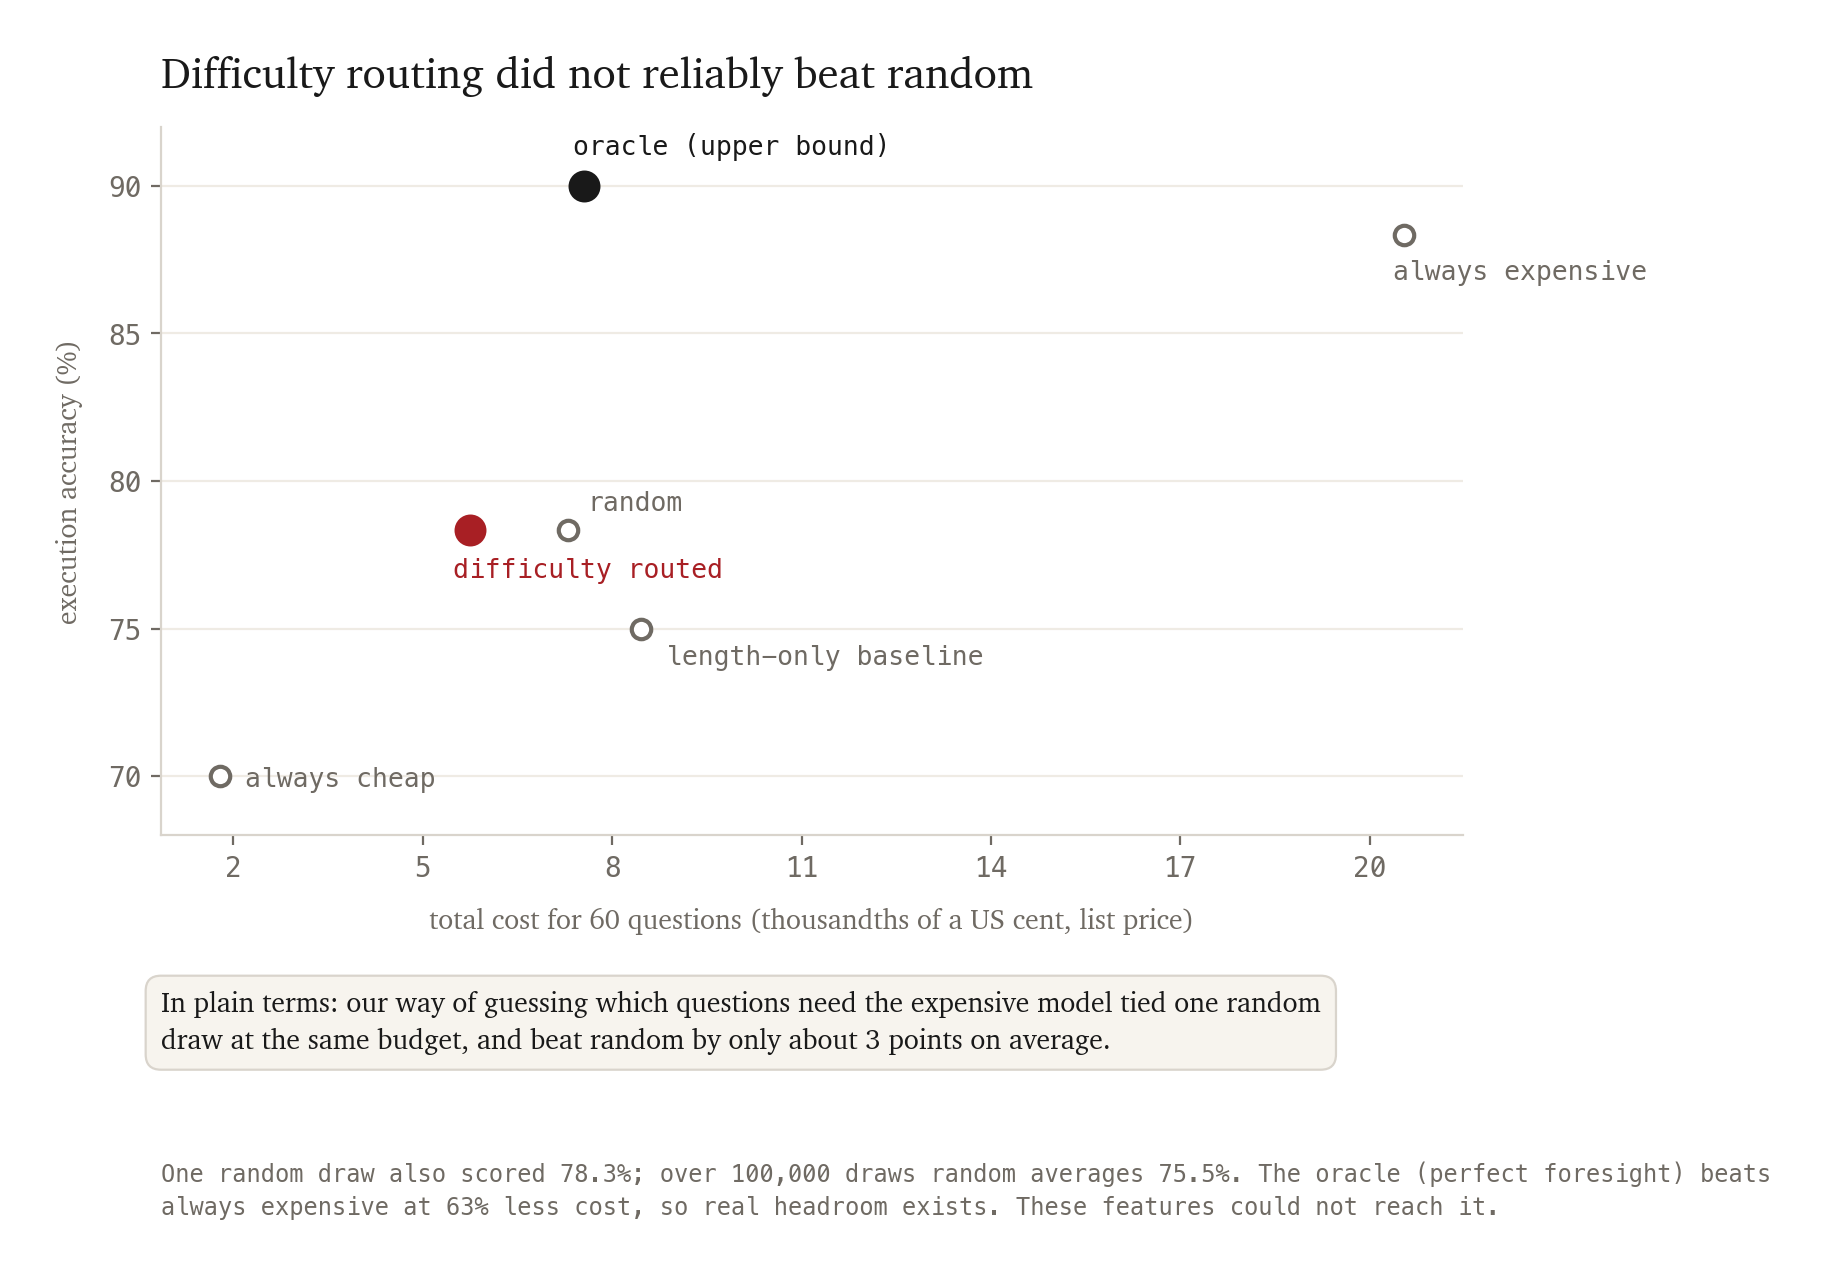 Difficulty routing did not reliably beat random
oracle (upper bound)
90
always expensive
85
execution accuracy (%)
80
random
difficulty routed
75
length−only baseline
70
always cheap
2 5 8 11 14 17 20
total cost for 60 questions (thousandths of a US cent, list price)
In plain terms: our way of guessing which questions need the expensive model tied one random
draw at the same budget, and beat random by only about 3 points on average.
One random draw also scored 78.3%; over 100,000 draws random averages 75.5%. The oracle (perfect foresight) beats
always expensive at 63% less cost, so real headroom exists. These features could not reach it.